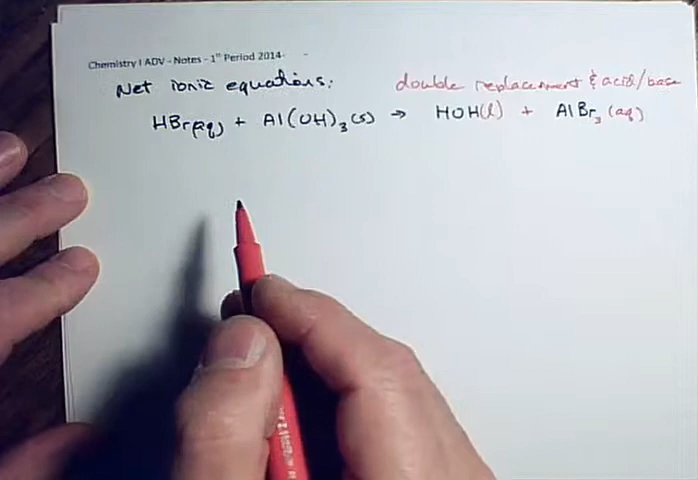 Chemistry I ADV - Notes - 1st Period 2014
Net ionic equations: double replacement & acid/base
HBr(aq) + Al(OH)₃(s) → HOH(l) + AlBr₃(aq)